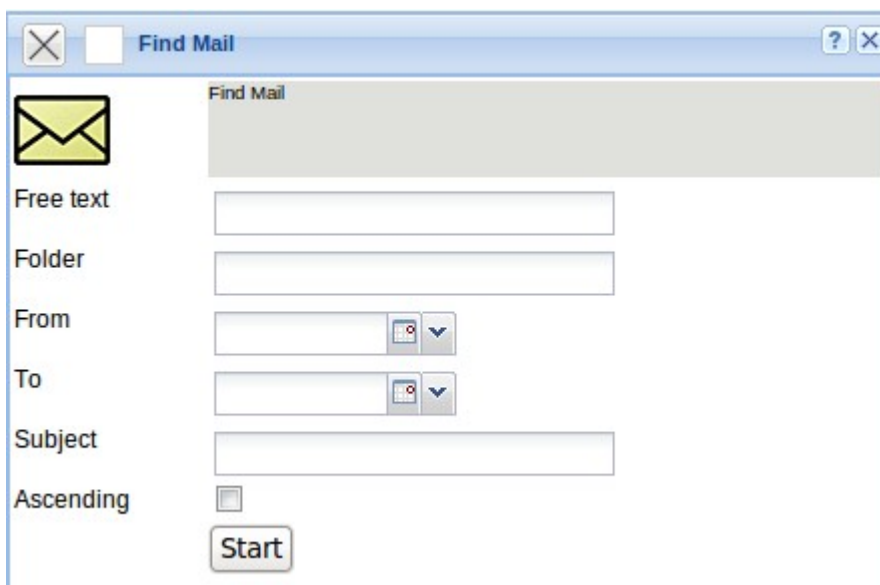 Find Mail
Find Mail
Free text
Folder
From
To
Subject
Ascending
Start